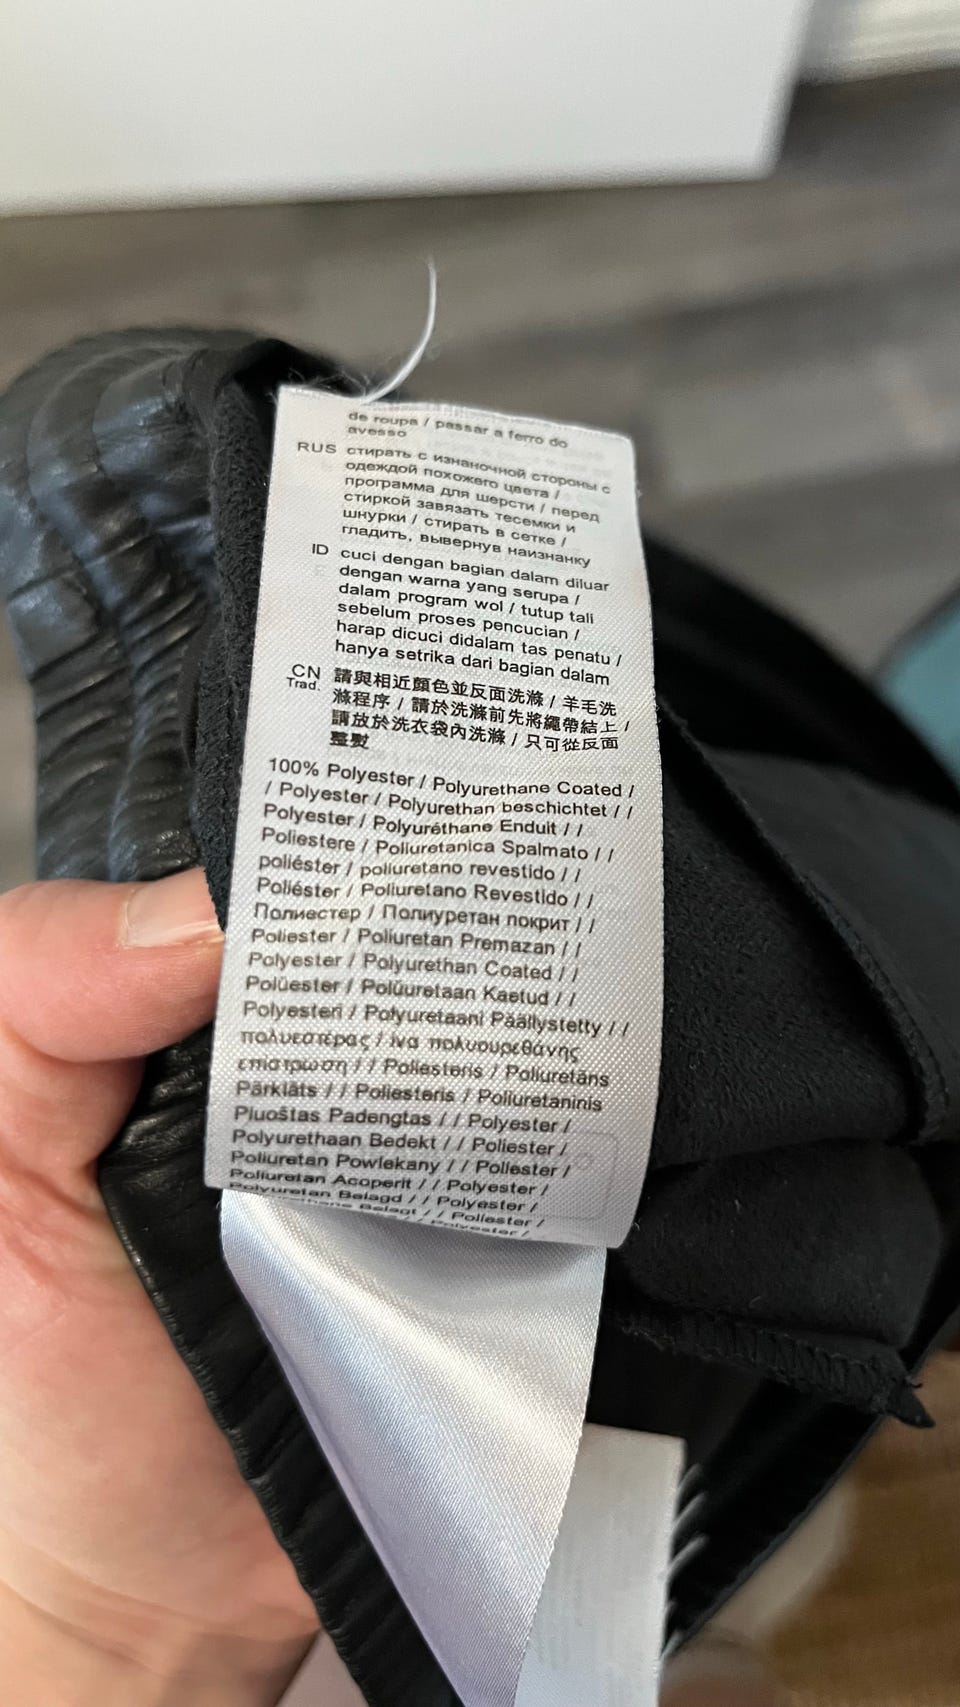 de roupa / passar a ferro do
avesso
RUS стирать с изнаночной стороны с
одеждой похожего цвета /
программа для шерсти / перед
стиркой завязать тесемки и
шнурки / стирать в сетке /
гладить, вывернув наизнанку
ID cuci dengan bagian dalam diluar
dengan warna yang serupa /
dalam program wol / tutup tali
sebelum proses pencucian /
harap dicuci didalam tas penatu /
hanya setrika dari bagian dalam
CN Trad. 請與相近顏色並反面洗滌 / 羊毛洗
滌程序 / 請於洗滌前先將繩帶結上 /
請放於洗衣袋內洗滌 / 只可從反面
整熨
100% Polyester / Polyurethane Coated /
/ Polyester / Polyurethan beschichtet / /
Polyester / Polyuréthane Enduit / /
Poliestere / Poliuretanica Spalmato / /
poliéster / poliuretano revestido / /
Poliéster / Poliuretano Revestido / /
Полиестер / Полиуретан покрит / /
Poliester / Poliuretan Premazan / /
Polyester / Polyurethan Coated / /
Polüester / Polüuretaan Kaetud / /
Polyesteri / Polyuretaani Päällystetty / /
πολυεστέρας / ίνα πολυουρεθάνης
επίστρωση / / Poliesteris / Poliuretāns
Pārklāts / / Poliesteris / Poliuretaninis
Pluoštas Padengtas / / Polyester /
Polyurethaan Bedekt / / Poliester /
Poliuretan Powlekany / / Poliester /
Poliuretan Acoperit / / Polyester /
Polyuretan Belagd / / Polyester /
Belagt / / Poliester /
/ / Polyester /